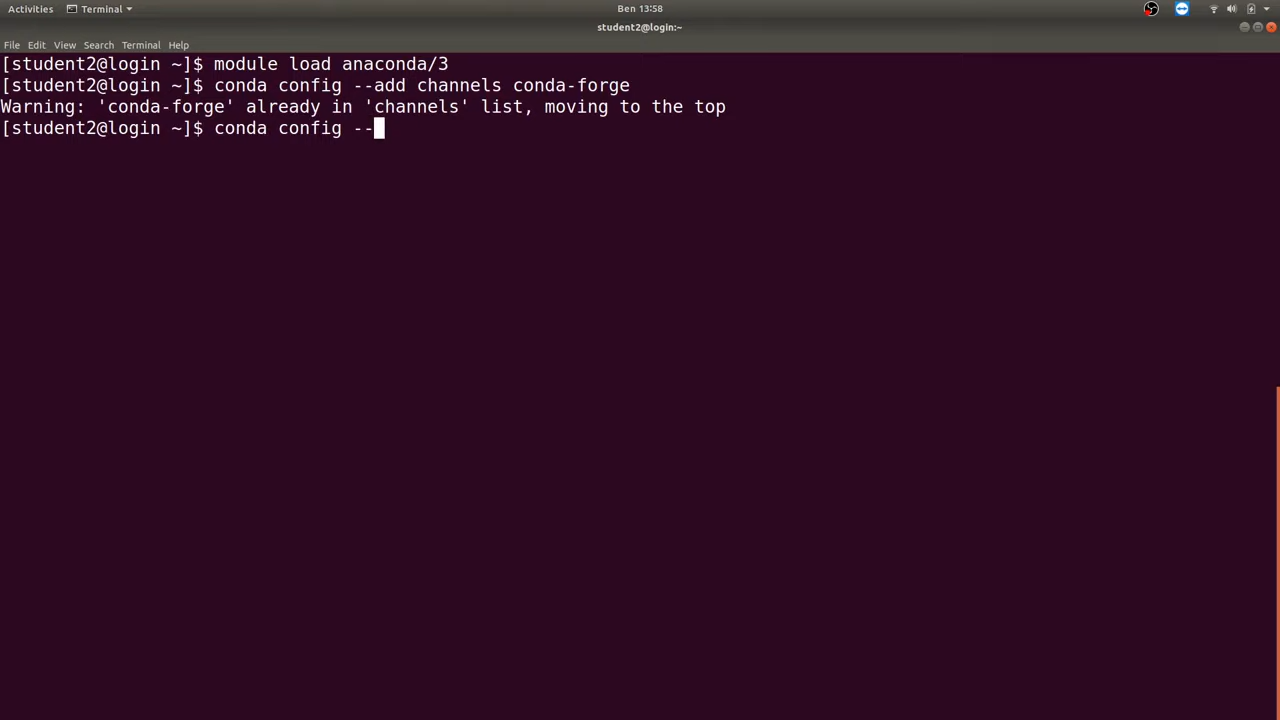 Activities Terminal Ben 13:58
student2@login:~
File Edit View Search Terminal Help
[student2@login ~]$ module load anaconda/3
[student2@login ~]$ conda config --add channels conda-forge
Warning: 'conda-forge' already in 'channels' list, moving to the top
[student2@login ~]$ conda config --